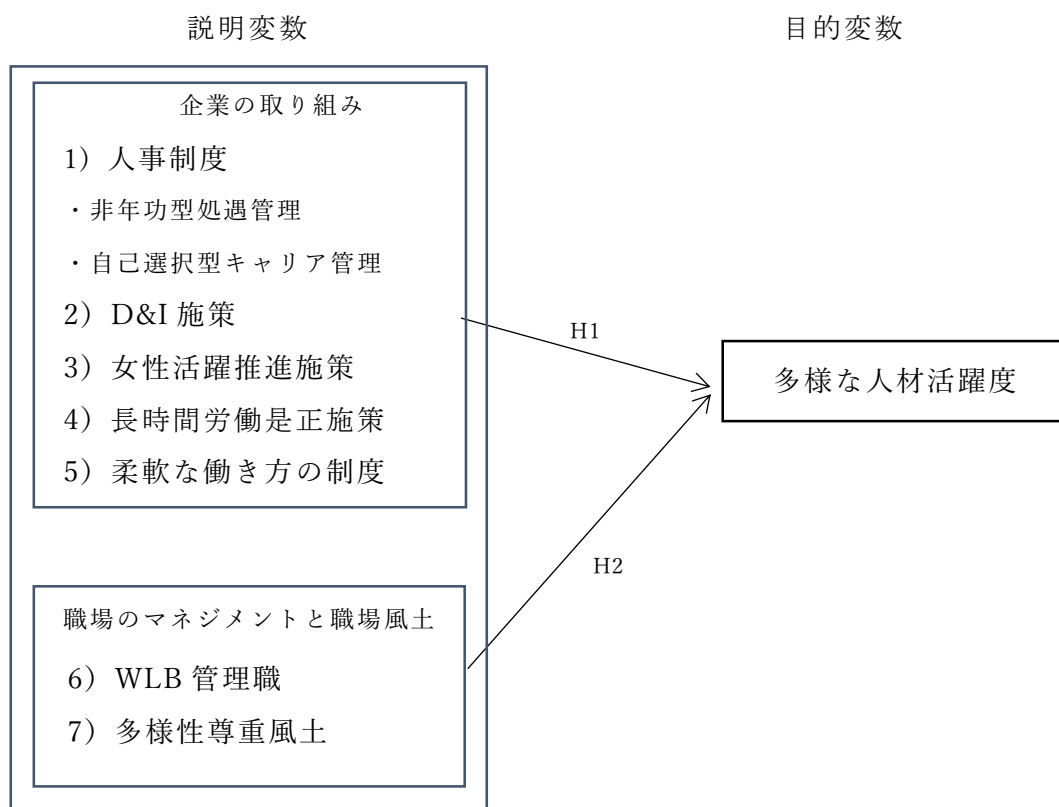 説明変数
目的変数
企業の取り組み
1）人事制度
・非年功型処遇管理
・自己選択型キャリア管理
2）D&I 施策
3）女性活躍推進施策
4）長時間労働是正施策
5）柔軟な働き方の制度
H1
多様な人材活躍度
H2
職場のマネジメントと職場風土
6）WLB 管理職
7）多様性尊重風土